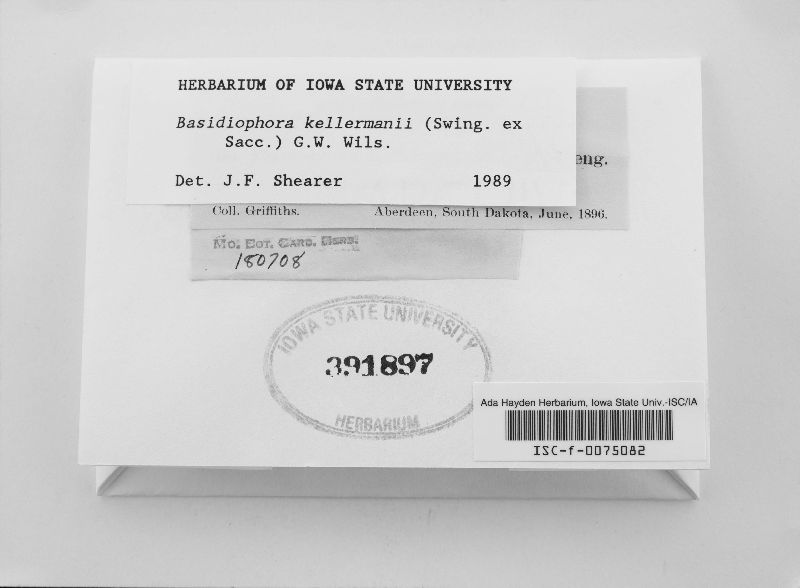 HERBARIUM OF IOWA STATE UNIVERSITY
Basidiophora kellermanii (Swing. ex
Sacc.) G.W. Wils.
Det. J.F. Shearer 1989
eng.
Coll. Griffiths. Aberdeen, South Dakota, June, 1896.
Mo. Bot. Gard. Herb.
180708
IOWA STATE UNIVERSITY
391897
HERBARIUM
Ada Hayden Herbarium, Iowa State Univ.-ISC/IA
ISC-f-0075082